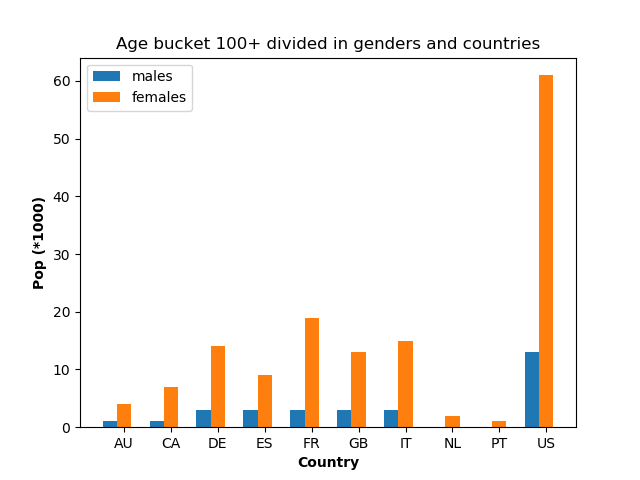 Age bucket 100+ divided in genders and countries
males
females
60
50
40
30
20
10
0
Pop (*1000)
AU CA DE ES FR GB IT NL PT US
Country